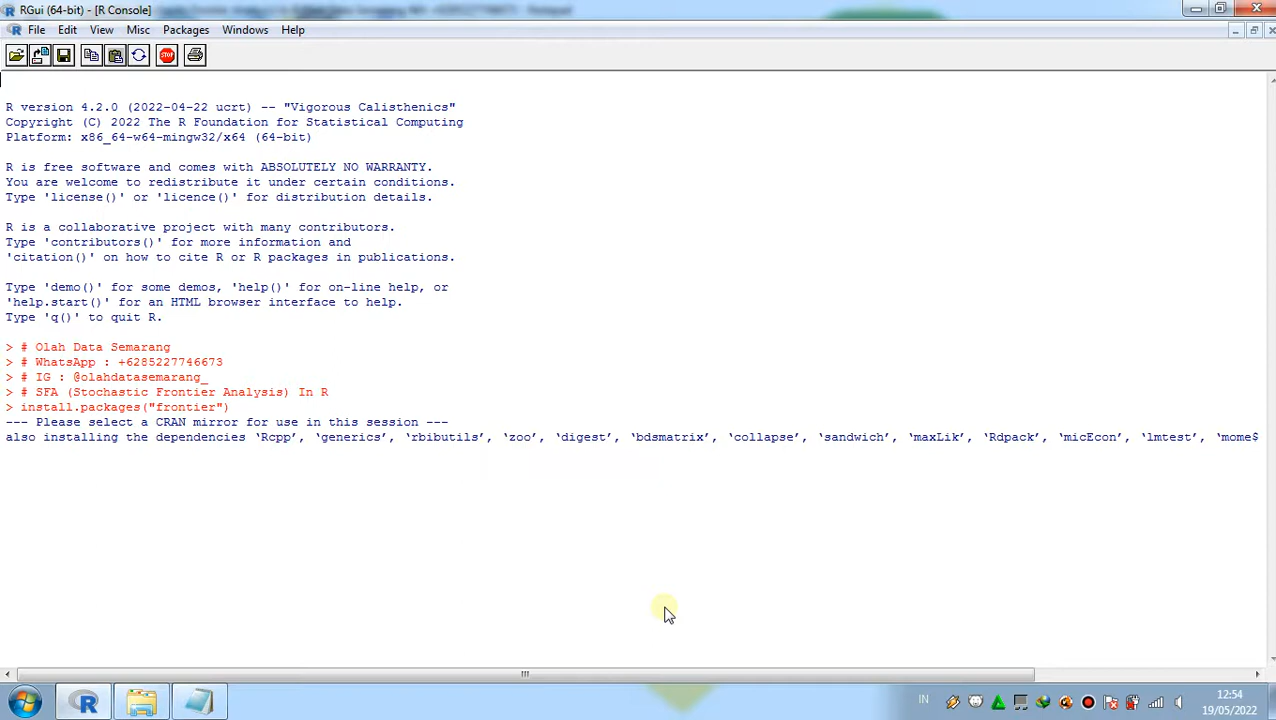 RGui (64-bit) - [R Console]
File Edit View Misc Packages Windows Help
STOP
R version 4.2.0 (2022-04-22 ucrt) -- "Vigorous Calisthenics"
Copyright (C) 2022 The R Foundation for Statistical Computing
Platform: x86_64-w64-mingw32/x64 (64-bit)
R is free software and comes with ABSOLUTELY NO WARRANTY.
You are welcome to redistribute it under certain conditions.
Type 'license()' or 'licence()' for distribution details.
R is a collaborative project with many contributors.
Type 'contributors()' for more information and
'citation()' on how to cite R or R packages in publications.
Type 'demo()' for some demos, 'help()' for on-line help, or
'help.start()' for an HTML browser interface to help.
Type 'q()' to quit R.
> # Olah Data Semarang
> # WhatsApp : +6285227746673
> # IG : @olahdatasemarang_
> # SFA (Stochastic Frontier Analysis) In R
> install.packages("frontier")
--- Please select a CRAN mirror for use in this session ---
also installing the dependencies ‘Rcpp’, ‘generics’, ‘rbibutils’, ‘zoo’, ‘digest’, ‘bdsmatrix’, ‘collapse’, ‘sandwich’, ‘maxLik’, ‘Rdpack’, ‘micEcon’, ‘lmtest’, ‘mome$
IN
12:54
19/05/2022